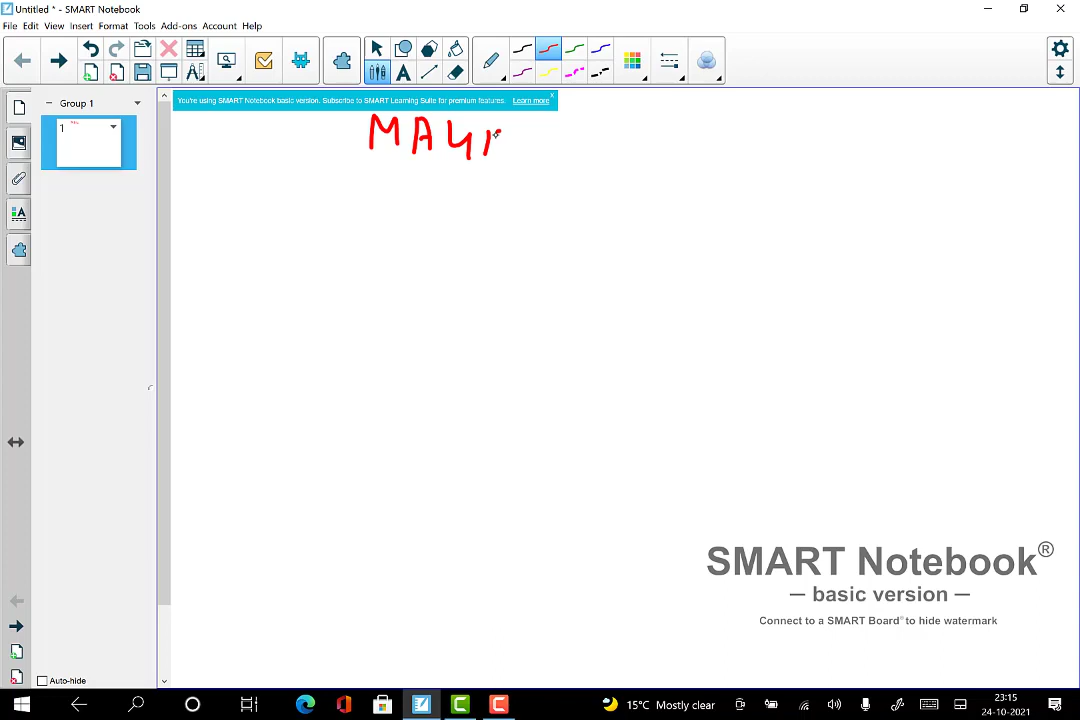 Untitled * - SMART Notebook
File Edit View Insert Format Tools Add-ons Account Help
Group 1
You're using SMART Notebook basic version. Subscribe to SMART Learning Suite for premium features. Learn more x
1
SMART Notebook®
— basic version —
Connect to a SMART Board® to hide watermark
Auto-hide
15°C Mostly clear
23:15
24-10-2021